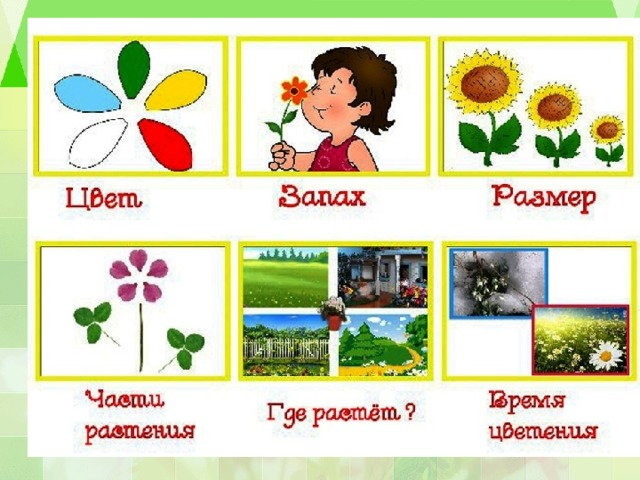 Цвет
Запах
Размер
Части
растения
Где растёт ?
Время
цветения